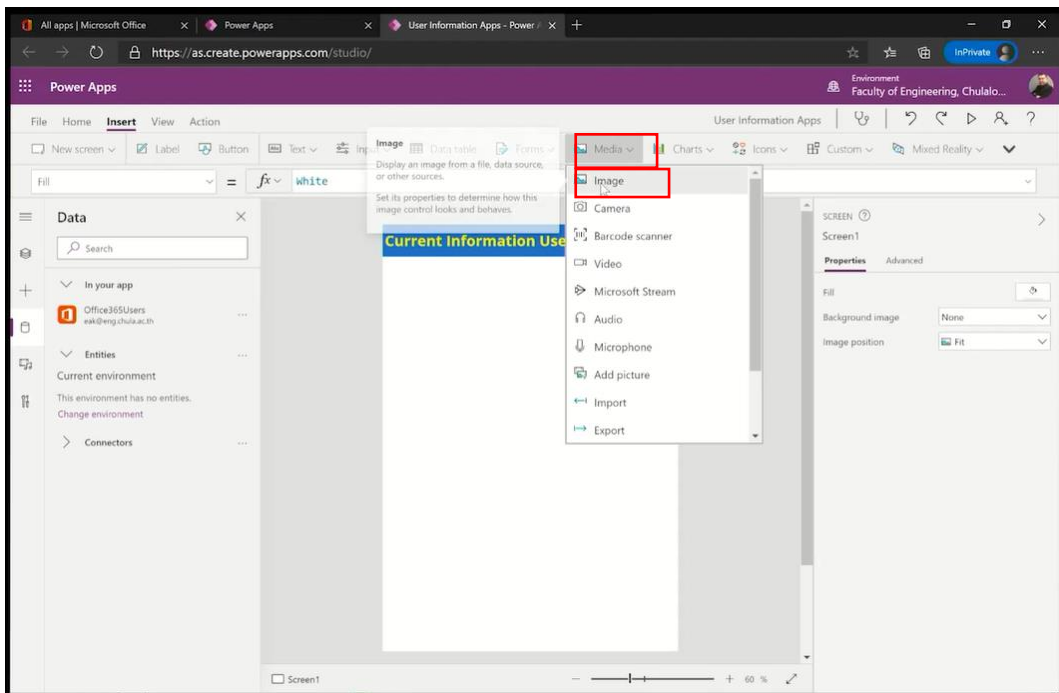 All apps | Microsoft Office
Power Apps
User Information Apps - Power A
https://as.create.powerapps.com/studio/
InPrivate
Power Apps
Environment
Faculty of Engineering, Chulalo...
File Home Insert View Action
User Information Apps
New screen Label Button Text Inp Data table Forms Media Charts Icons Custom Mixed Reality
Image
Display an image from a file, data source,
or other sources.
Set its properties to determine how this
image control looks and behaves.
Fill = fx White
Image
Camera
Barcode scanner
Video
Microsoft Stream
Audio
Microphone
Add picture
Import
Export
Data
Search
In your app
Office365Users
eak@eng.chula.ac.th
Entities
Current environment
This environment has no entities.
Change environment
Connectors
Current Information Use
SCREEN
Screen1
Properties Advanced
Fill
Background image None
Image position Fit
Screen1
60 %